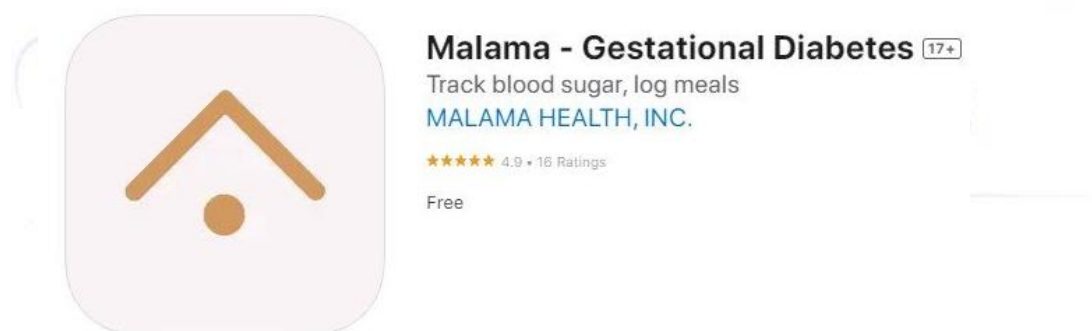 Malama - Gestational Diabetes 17+
Track blood sugar, log meals
MALAMA HEALTH, INC.
★★★★★ 4.9 • 16 Ratings
Free